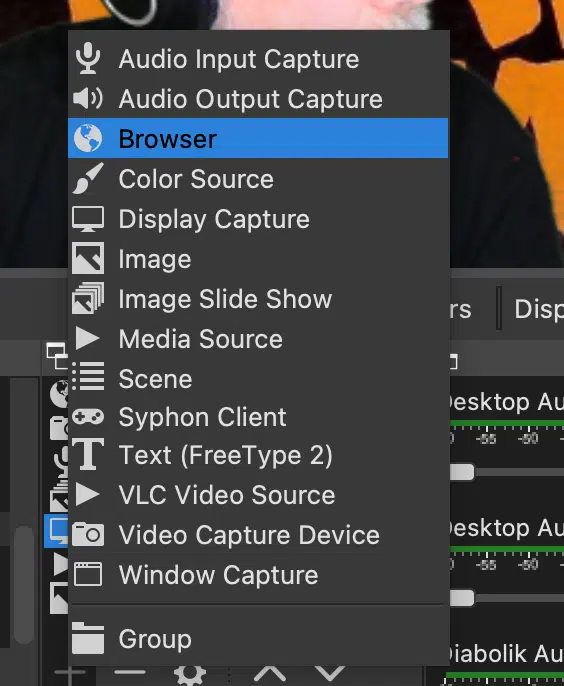 Audio Input Capture
Audio Output Capture
Browser
Color Source
Display Capture
Image
Image Slide Show
rs
Disp
Media Source
Scene
Desktop Au
Syphon Client
-55 -50
Text (FreeType 2)
VLC Video Source
Desktop Au
Video Capture Device
-55 -50
Window Capture
Group
Diabolik Au